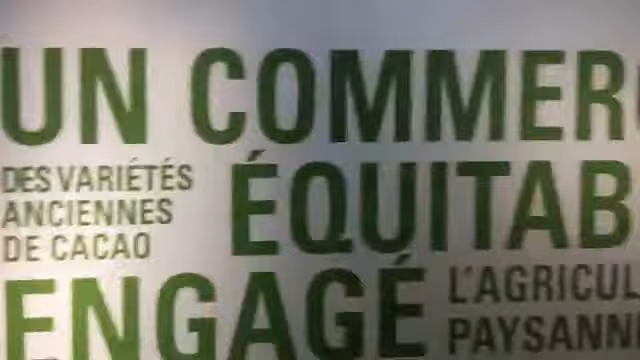 UN COMMER
DES VARIÉTÉS
ANCIENNES
DE CACAO
ÉQUITAB
ENGAGÉ
L'AGRICUL
PAYSANN